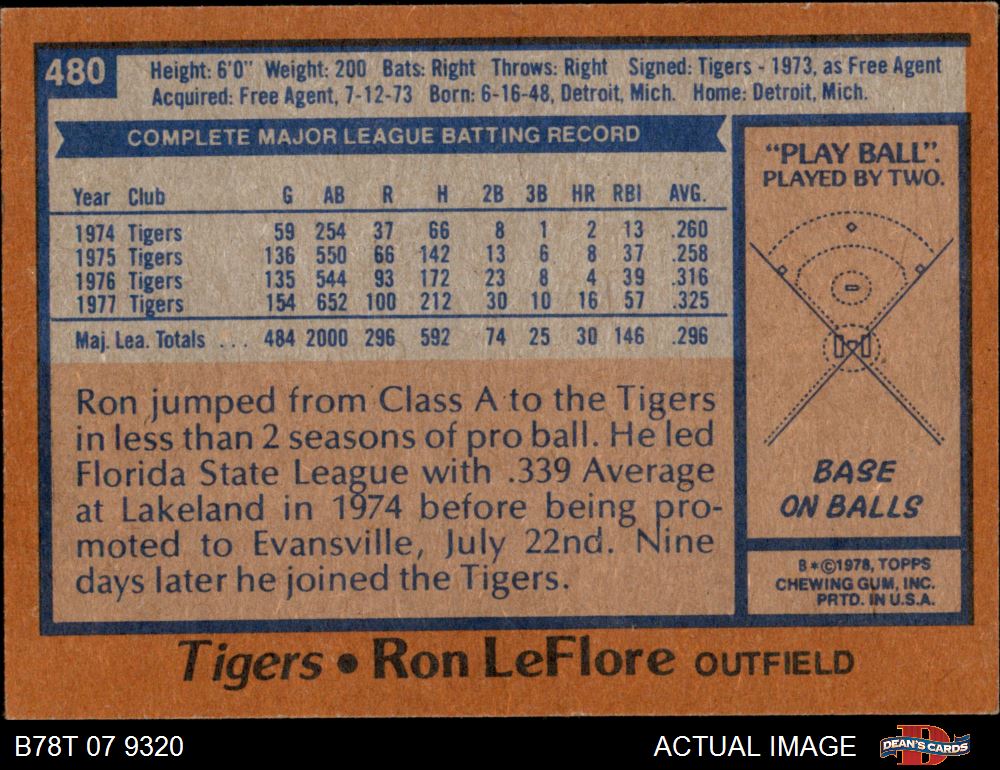 480
Height: 6'0" Weight: 200 Bats: Right Throws: Right Signed: Tigers - 1973, as Free Agent
Acquired: Free Agent, 7-12-73 Born: 6-16-48, Detroit, Mich. Home: Detroit, Mich.
COMPLETE MAJOR LEAGUE BATTING RECORD
Year Club G AB R H 2B 3B HR RBI AVG.
1974 Tigers 59 254 37 66 8 1 2 13 .260
1975 Tigers 136 550 66 142 13 6 8 37 .258
1976 Tigers 135 544 93 172 23 8 4 39 .316
1977 Tigers 154 652 100 212 30 10 16 57 .325
Maj. Lea. Totals ... 484 2000 296 592 74 25 30 146 .296
Ron jumped from Class A to the Tigers
in less than 2 seasons of pro ball. He led
Florida State League with .339 Average
at Lakeland in 1974 before being pro-
moted to Evansville, July 22nd. Nine
days later he joined the Tigers.
"PLAY BALL".
PLAYED BY TWO.
BASE
ON BALLS
B*©1978, TOPPS
CHEWING GUM, INC.
PRTD. IN U.S.A.
Tigers • Ron LeFlore OUTFIELD
B78T 07 9320
ACTUAL IMAGE
DEAN'S CARDS